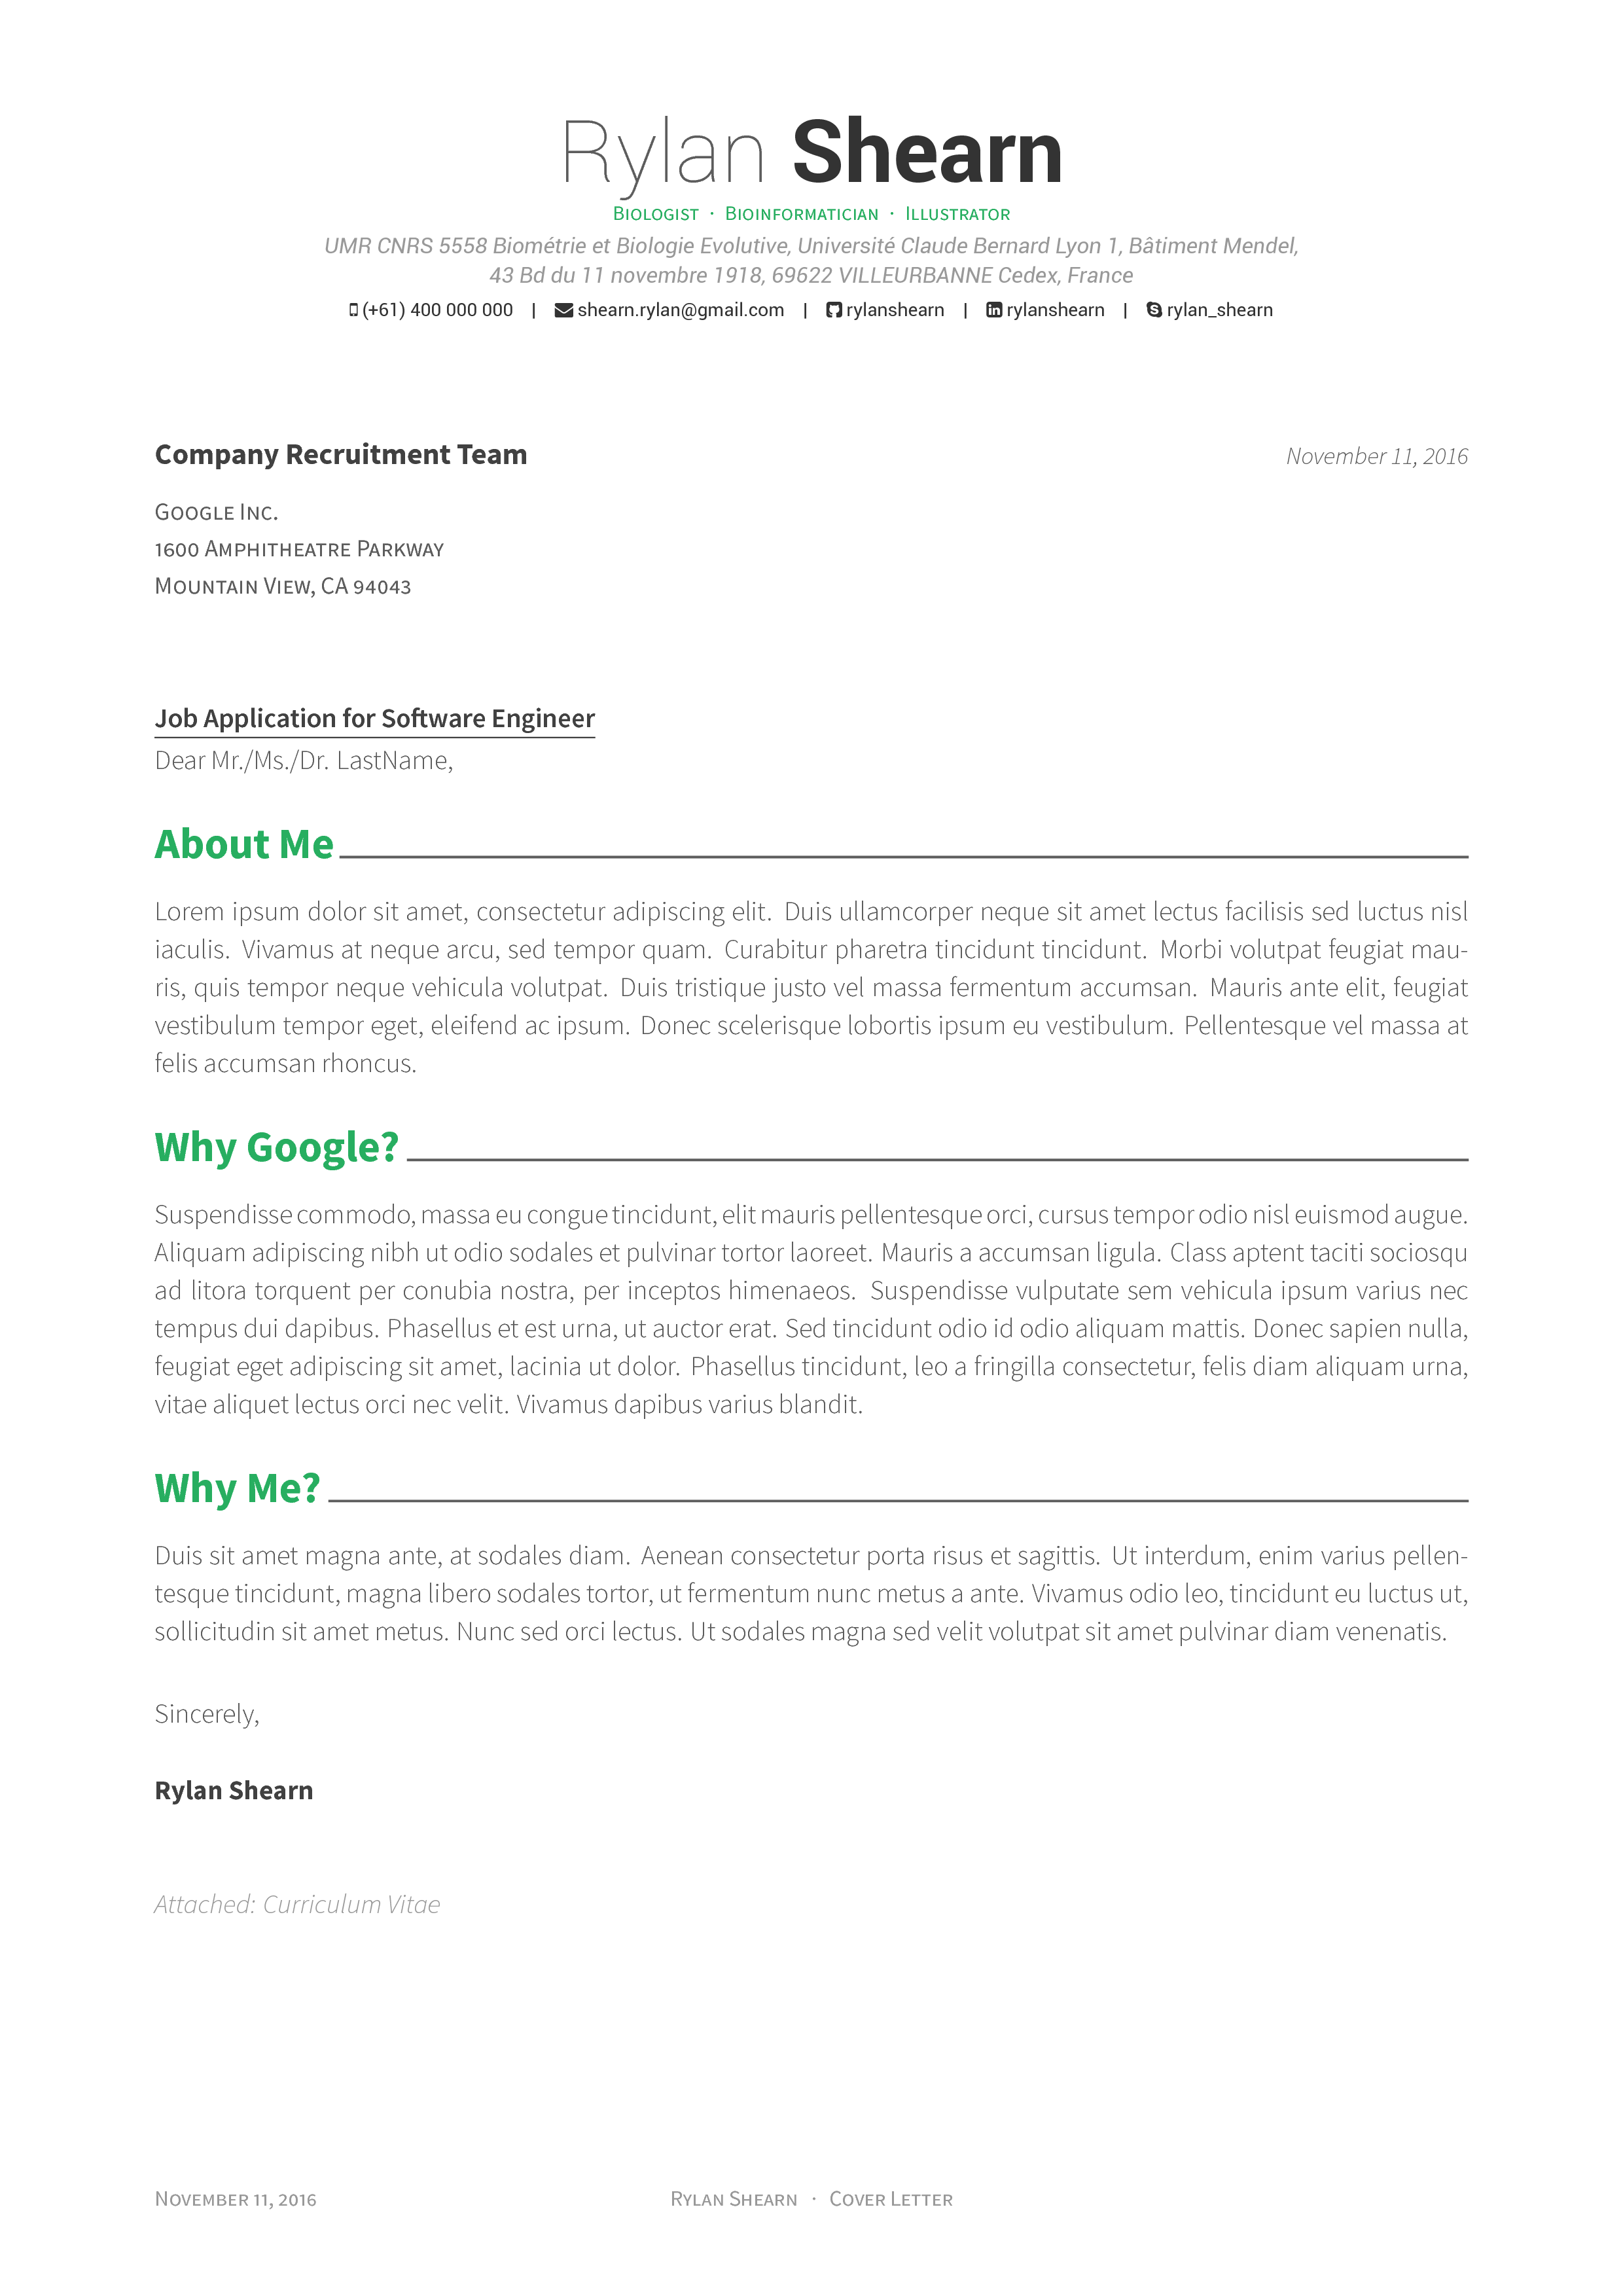 Rylan Shearn
Biologist · Bioinformatician · Illustrator
UMR CNRS 5558 Biométrie et Biologie Evolutive, Université Claude Bernard Lyon 1, Bâtiment Mendel,
43 Bd du 11 novembre 1918, 69622 VILLEURBANNE Cedex, France
(+61) 400 000 000 | shearn.rylan@gmail.com | rylanshearn | rylanshearn | rylan_shearn
Company Recruitment Team
November 11, 2016
Google Inc.
1600 Amphitheatre Parkway
Mountain View, CA 94043
Job Application for Software Engineer
Dear Mr./Ms./Dr. LastName,
About Me
Lorem ipsum dolor sit amet, consectetur adipiscing elit. Duis ullamcorper neque sit amet lectus facilisis sed luctus nisl
iaculis. Vivamus at neque arcu, sed tempor quam. Curabitur pharetra tincidunt tincidunt. Morbi volutpat feugiat mau-
ris, quis tempor neque vehicula volutpat. Duis tristique justo vel massa fermentum accumsan. Mauris ante elit, feugiat
vestibulum tempor eget, eleifend ac ipsum. Donec scelerisque lobortis ipsum eu vestibulum. Pellentesque vel massa at
felis accumsan rhoncus.
Why Google?
Suspendisse commodo, massa eu congue tincidunt, elit mauris pellentesque orci, cursus tempor odio nisl euismod augue.
Aliquam adipiscing nibh ut odio sodales et pulvinar tortor laoreet. Mauris a accumsan ligula. Class aptent taciti sociosqu
ad litora torquent per conubia nostra, per inceptos himenaeos. Suspendisse vulputate sem vehicula ipsum varius nec
tempus dui dapibus. Phasellus et est urna, ut auctor erat. Sed tincidunt odio id odio aliquam mattis. Donec sapien nulla,
feugiat eget adipiscing sit amet, lacinia ut dolor. Phasellus tincidunt, leo a fringilla consectetur, felis diam aliquam urna,
vitae aliquet lectus orci nec velit. Vivamus dapibus varius blandit.
Why Me?
Duis sit amet magna ante, at sodales diam. Aenean consectetur porta risus et sagittis. Ut interdum, enim varius pellen-
tesque tincidunt, magna libero sodales tortor, ut fermentum nunc metus a ante. Vivamus odio leo, tincidunt eu luctus ut,
sollicitudin sit amet metus. Nunc sed orci lectus. Ut sodales magna sed velit volutpat sit amet pulvinar diam venenatis.
Sincerely,
Rylan Shearn
Attached: Curriculum Vitae
November 11, 2016
Rylan Shearn · Cover Letter